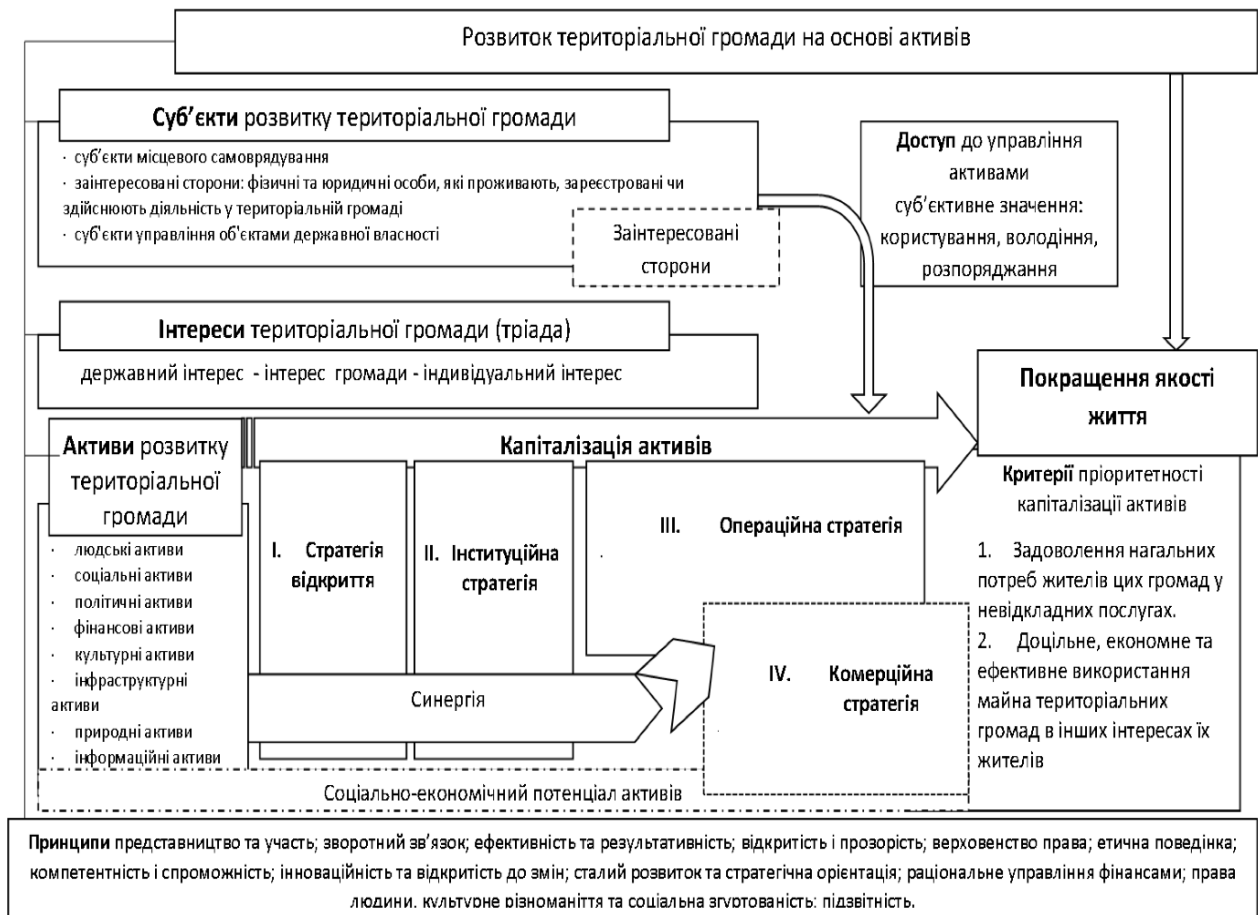 Розвиток територіальної громади на основі активів
Суб’єкти розвитку територіальної громади
· суб’єкти місцевого самоврядування
· заінтересовані сторони: фізичні та юридичні особи, які проживають, зареєстровані чи
здійснюють діяльність у територіальній громаді
· суб'єкти управління об'єктами державної власності
Заінтересовані
сторони
Доступ до управління
активами
суб’єктивне значення:
користування, володіння,
розпоряджання
Інтереси територіальної громади (тріада)
державний інтерес - інтерес громади - індивідуальний інтерес
Покращення якості
життя
Активи розвитку
територіальної
громади
· людські активи
· соціальні активи
· політичні активи
· фінансові активи
· культурні активи
· інфраструктурні
активи
· природні активи
· інформаційні активи
Капіталізація активів
I. Стратегія
відкриття
II. Інституційна
стратегія
III. Операційна стратегія
.
IV. Комерційна
стратегія
.
Синергія
Соціально-економічний потенціал активів
Критерії пріоритетності
капіталізації активів
1. Задоволення нагальних
потреб жителів цих громад у
невідкладних послугах.
2. Доцільне, економне та
ефективне використання
майна територіальних
громад в інших інтересах їх
жителів
Принципи представництво та участь; зворотний зв’язок; ефективність та результативність; відкритість і прозорість; верховенство права; етична поведінка;
компетентність і спроможність; інноваційність та відкритість до змін; сталий розвиток та стратегічна орієнтація; раціональне управління фінансами; права
людини, культурне різноманіття та соціальна згуртованість; підзвітність.